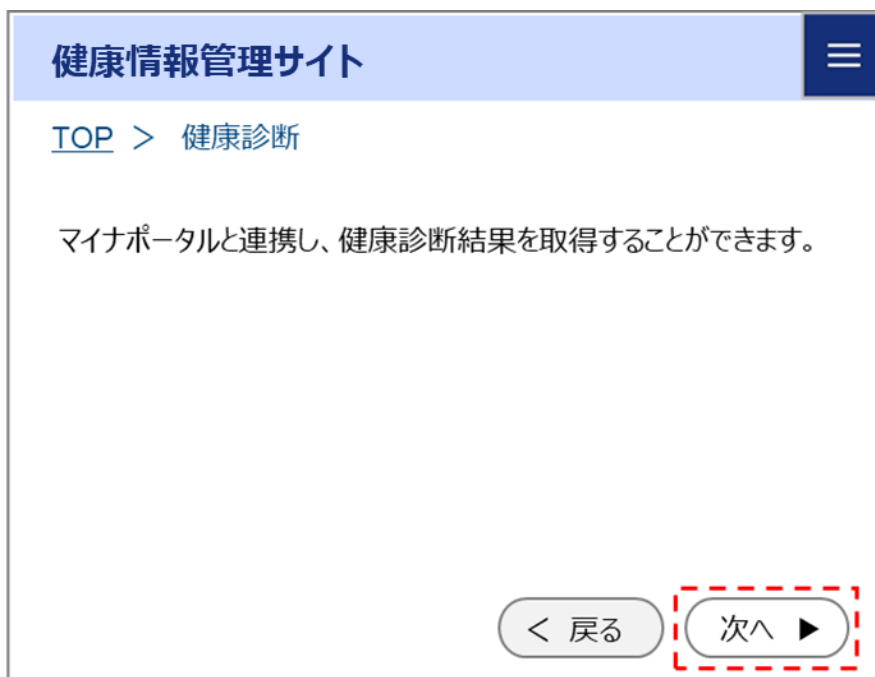 健康情報管理サイト
TOP ＞ 健康診断
マイナポータルと連携し、健康診断結果を取得することができます。
＜ 戻る
次へ ▶